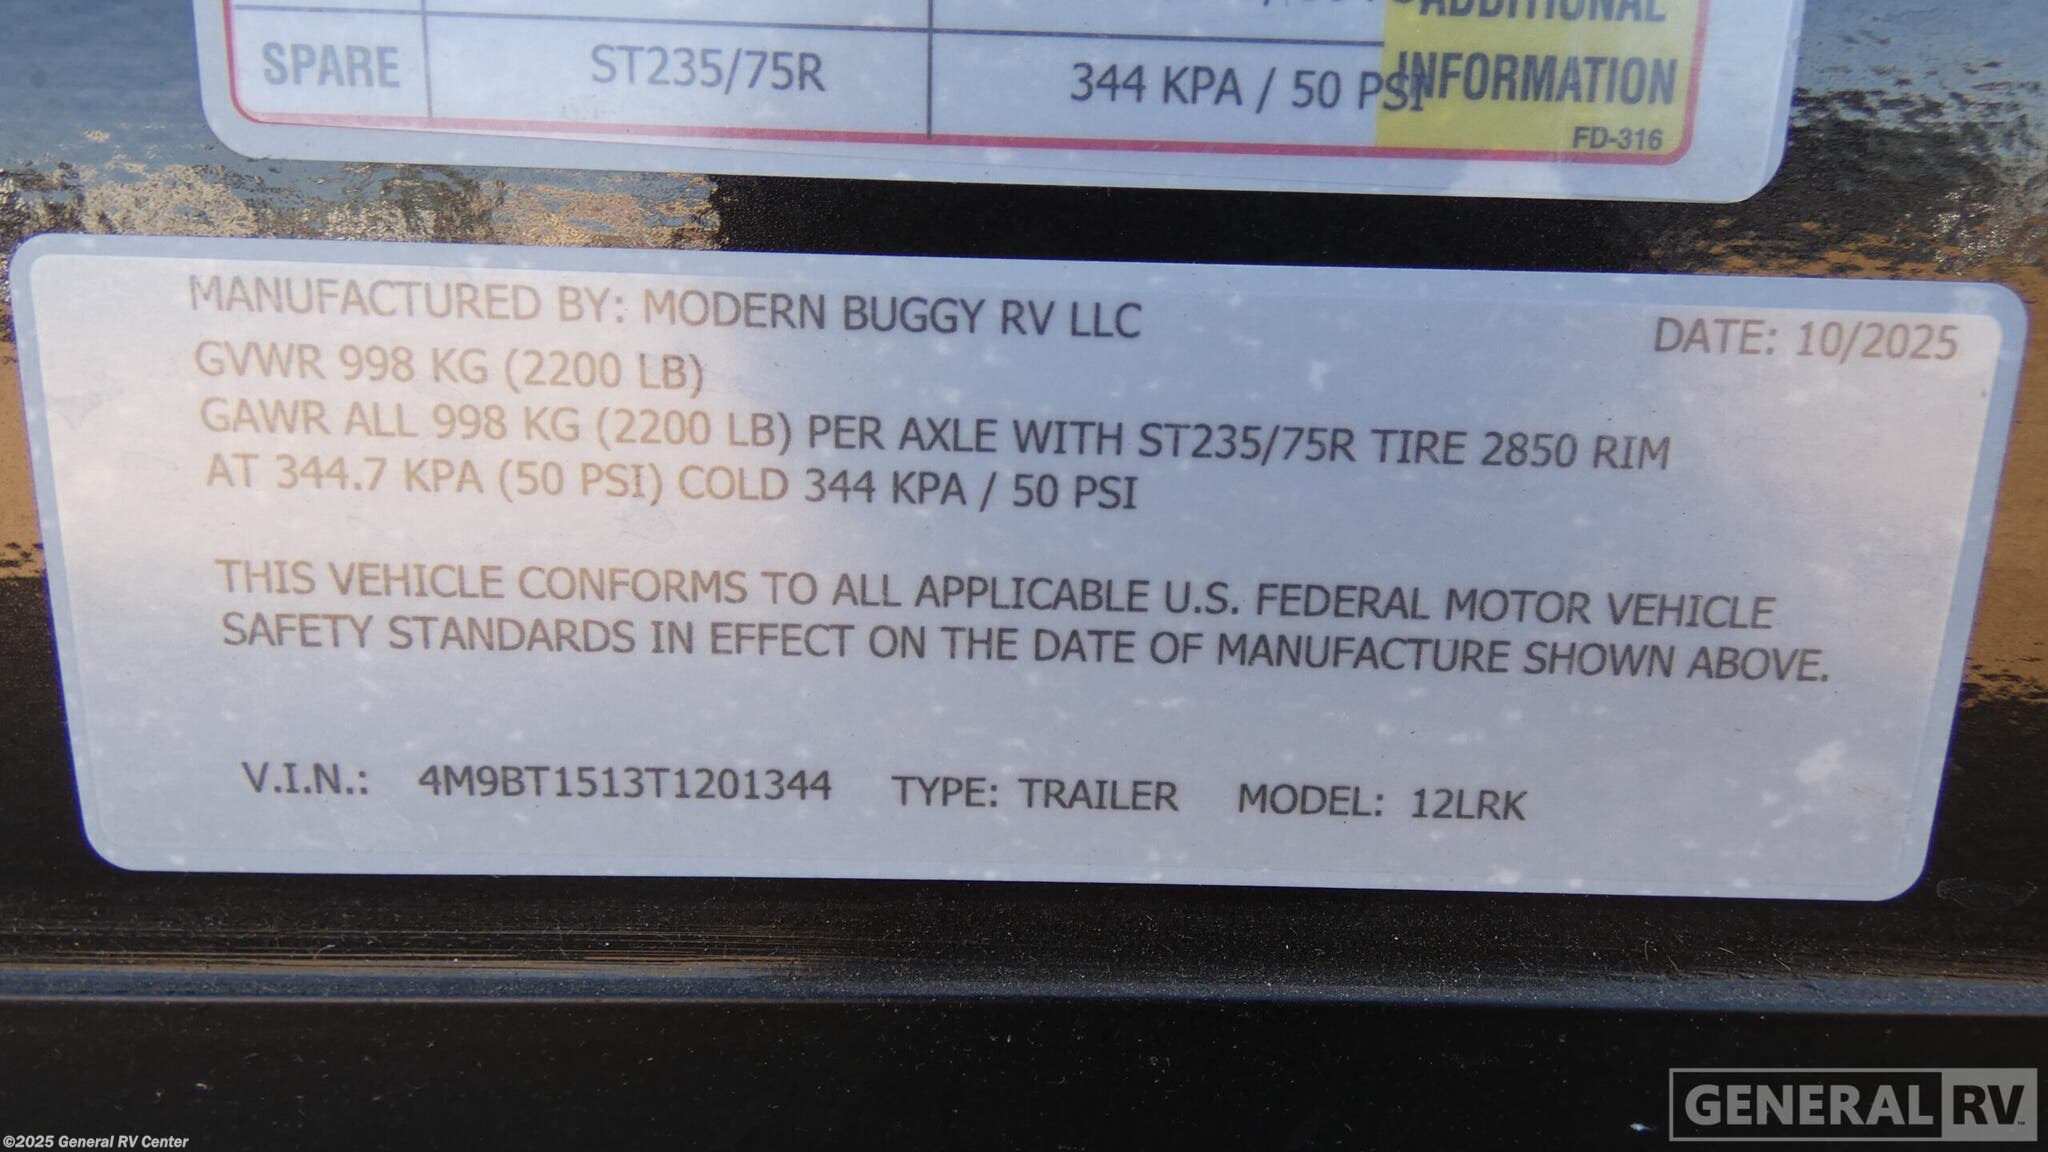 ADDITIONAL
SPARE ST235/75R 344 KPA / 50 PSI INFORMATION
FD-316
MANUFACTURED BY: MODERN BUGGY RV LLC DATE: 10/2025
GVWR 998 KG (2200 LB)
GAWR ALL 998 KG (2200 LB) PER AXLE WITH ST235/75R TIRE 2850 RIM
AT 344.7 KPA (50 PSI) COLD 344 KPA / 50 PSI
THIS VEHICLE CONFORMS TO ALL APPLICABLE U.S. FEDERAL MOTOR VEHICLE
SAFETY STANDARDS IN EFFECT ON THE DATE OF MANUFACTURE SHOWN ABOVE.
V.I.N.: 4M9BT1513T1201344 TYPE: TRAILER MODEL: 12LRK
GENERAL RV
©2025 General RV Center